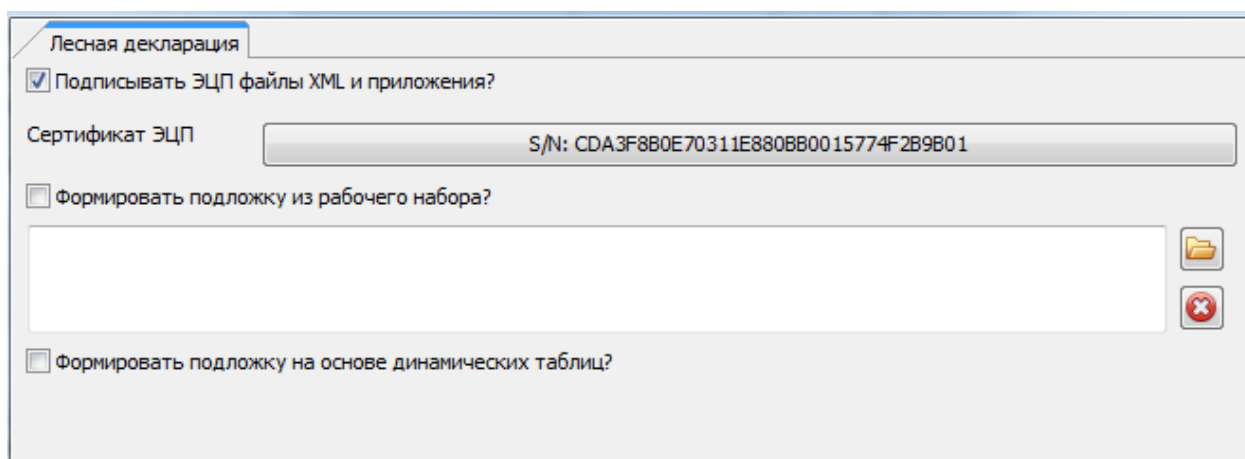 Лесная декларация
Подписывать ЭЦП файлы XML и приложения?
Сертификат ЭЦП
S/N: CDA3F8B0E70311E880BB0015774F2B9B01
Формировать подложку из рабочего набора?
Формировать подложку на основе динамических таблиц?